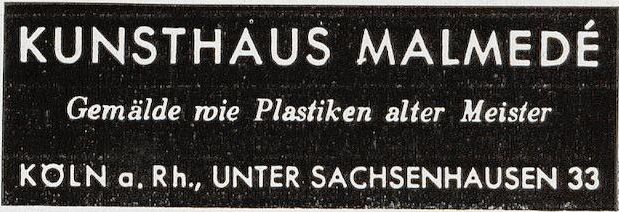 KUNSTHAUS MALMEDÉ
Gemälde wie Plastiken alter Meister
KÖLN a. Rh., UNTER SACHSENHAUSEN 33